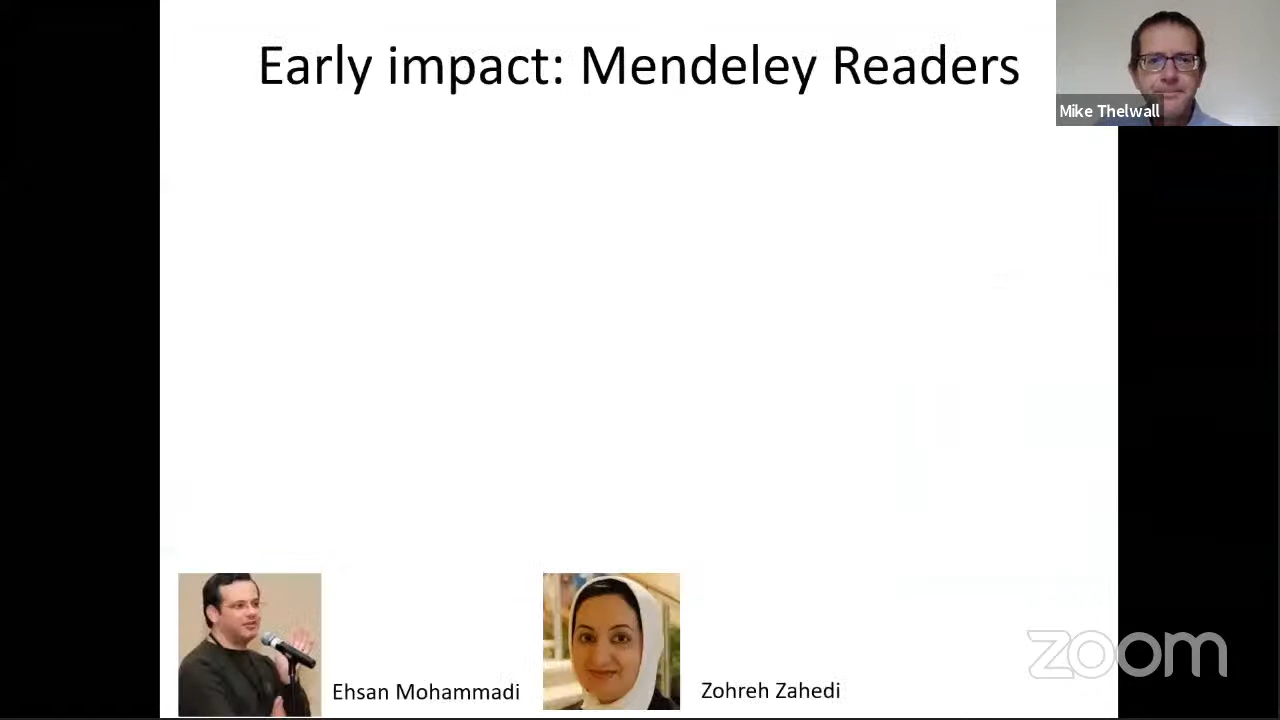 Early impact: Mendeley Readers
Mike Thelwall
Ehsan Mohammadi
Zohreh Zahedi
zoom